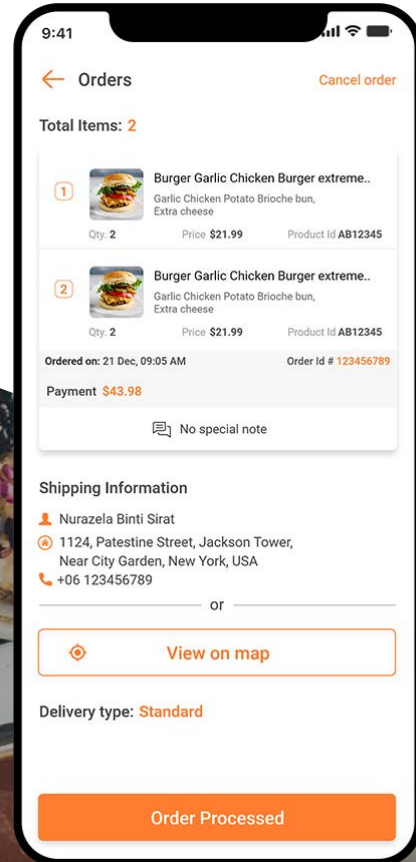 9:41
Orders
Cancel order
Total Items: 2
1
Burger Garlic Chicken Burger extreme..
Garlic Chicken Potato Brioche bun,
Extra cheese
Qty. 2 Price $21.99 Product Id AB12345
2
Burger Garlic Chicken Burger extreme..
Garlic Chicken Potato Brioche bun,
Extra cheese
Qty. 2 Price $21.99 Product Id AB12345
Ordered on: 21 Dec, 09:05 AM Order Id # 123456789
Payment $43.98
No special note
Shipping Information
Nurazela Binti Sirat
1124, Patestine Street, Jackson Tower,
Near City Garden, New York, USA
+06 123456789
or
View on map
Delivery type: Standard
Order Processed